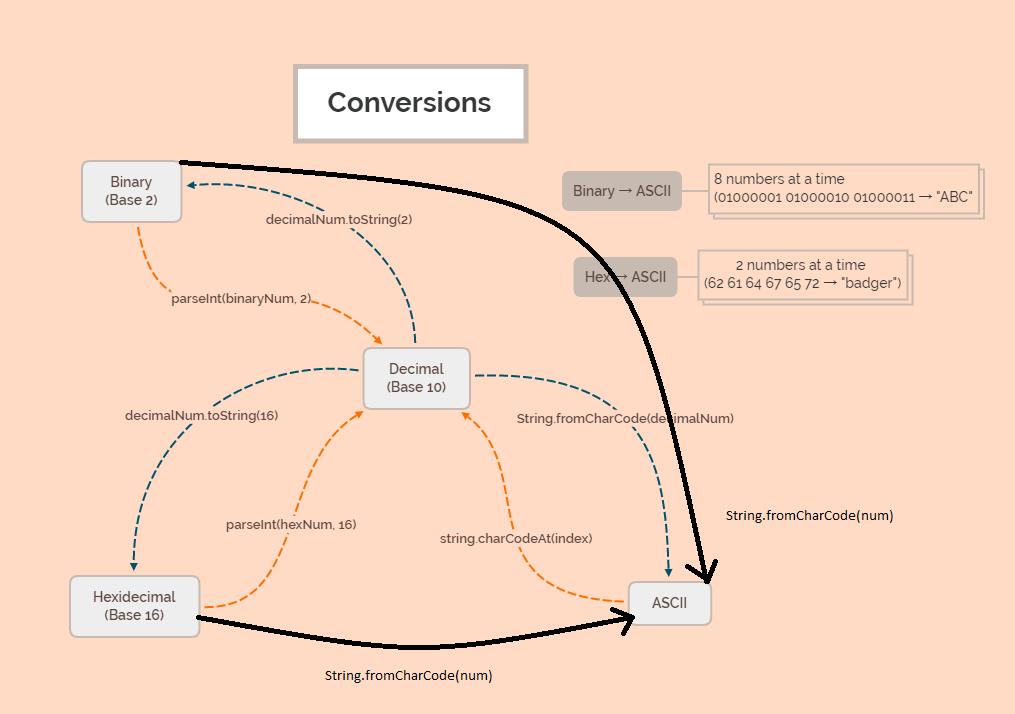 Conversions
Binary
(Base 2)
Binary → ASCII
8 numbers at a time
(01000001 01000010 01000011 → "ABC"
decimalNum.toString(2)
Hex → ASCII
2 numbers at a time
(62 61 64 67 65 72 → "badger")
parseInt(binaryNum, 2)
Decimal
(Base 10)
decimalNum.toString(16)
String.fromCharCode(decimalNum)
parseInt(hexNum, 16)
string.charCodeAt(index)
String.fromCharCode(num)
Hexidecimal
(Base 16)
ASCII
String.fromCharCode(num)